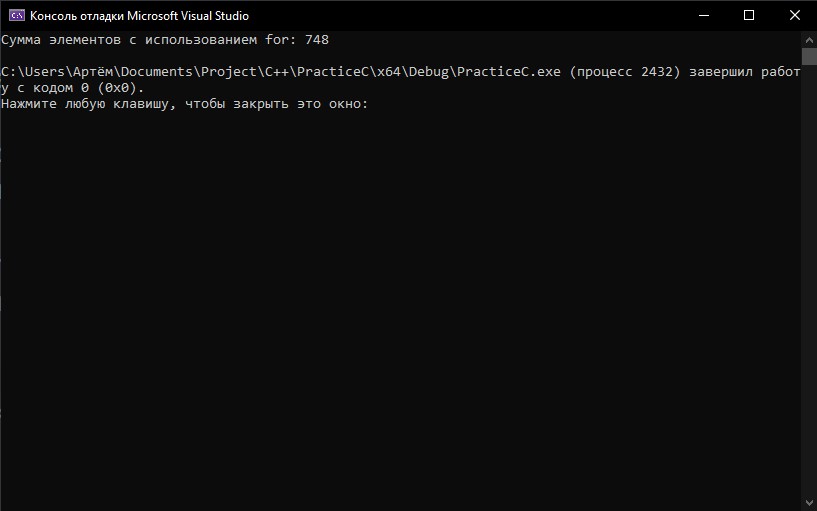 Консоль отладки Microsoft Visual Studio
Сумма элементов с использованием for: 748
C:\Users\Артём\Documents\Project\C++\PracticeC\x64\Debug\PracticeC.exe (процесс 2432) завершил работ
у с кодом 0 (0x0).
Нажмите любую клавишу, чтобы закрыть это окно: